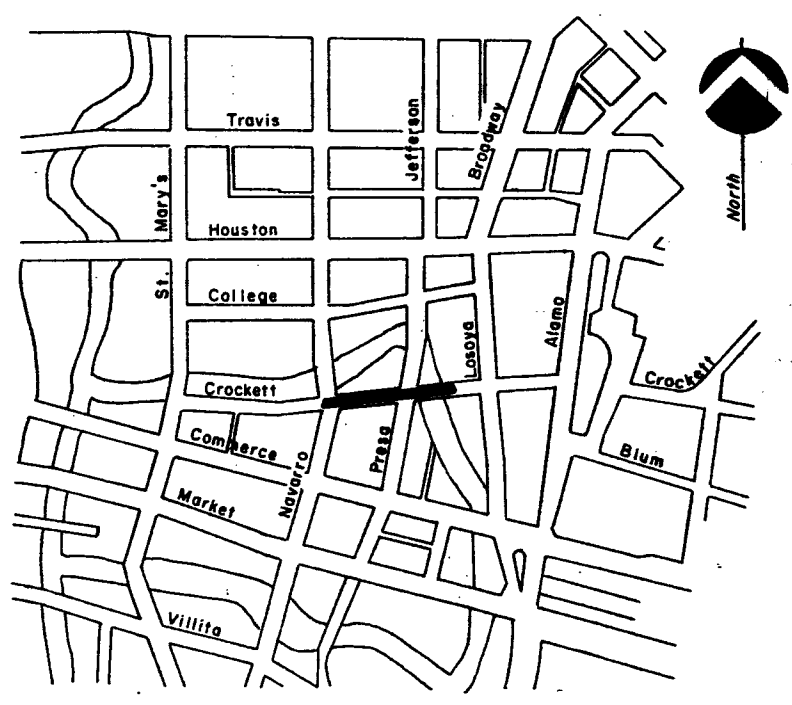 Travis
Jefferson
Broadway
North
Mary's
Houston
St.
College
Alamo
Losoya
Crockett
Crockett
Commerce
Presa
Blum
Navarro
Market
Villita